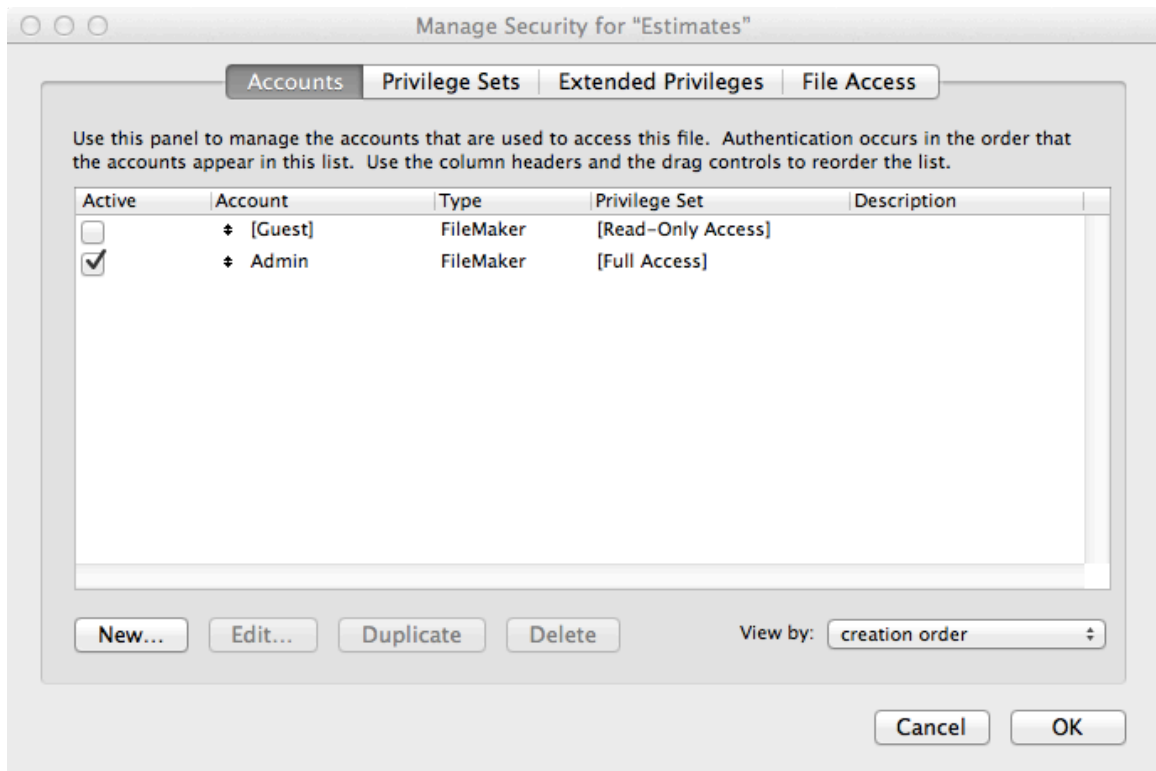 Manage Security for “Estimates”
Accounts Privilege Sets Extended Privileges File Access
Use this panel to manage the accounts that are used to access this file. Authentication occurs in the order that
the accounts appear in this list. Use the column headers and the drag controls to reorder the list.
Active Account Type Privilege Set Description
[Guest] FileMaker [Read-Only Access]
Admin FileMaker [Full Access]
New... Edit... Duplicate Delete View by: creation order
Cancel OK